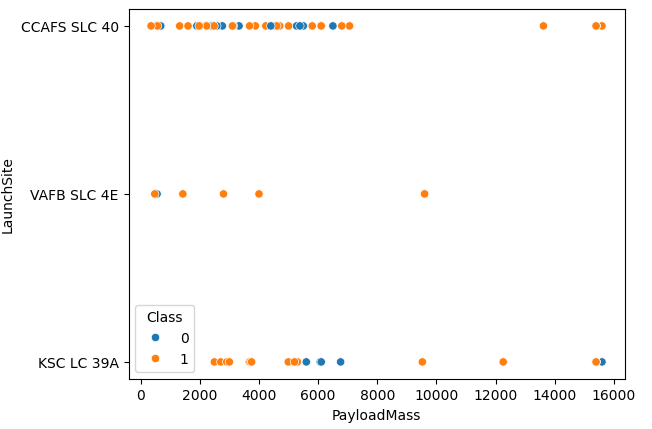 CCAFS SLC 40
VAFB SLC 4E
KSC LC 39A
LaunchSite
Class
0
1
0 2000 4000 6000 8000 10000 12000 14000 16000
PayloadMass